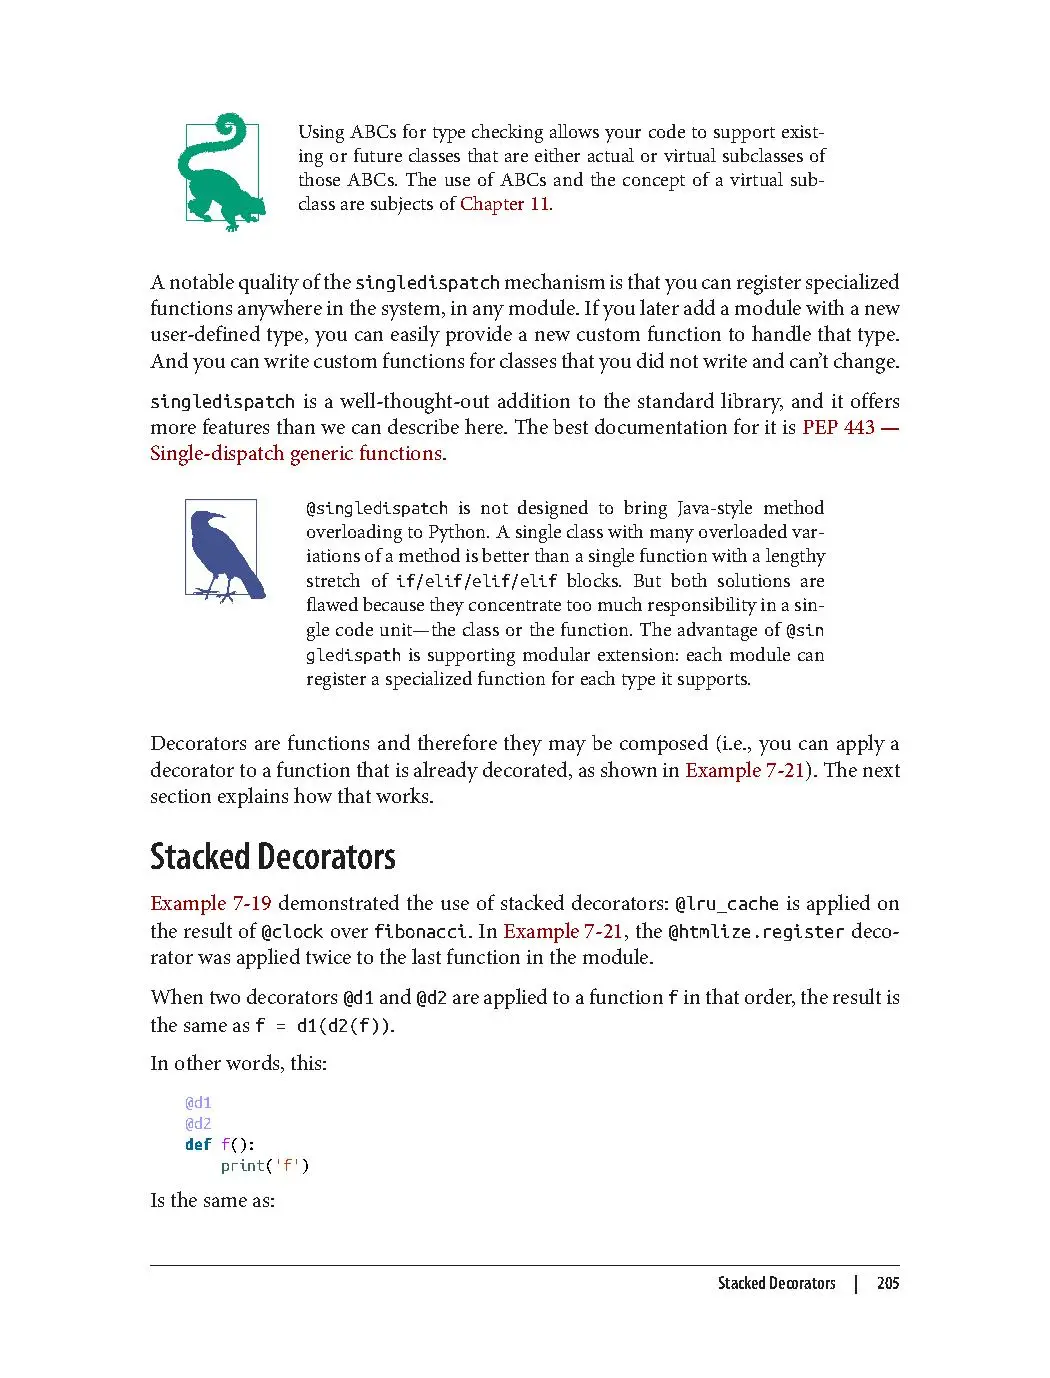 Using ABCs for type checking allows your code to support exist-
ing or future classes that are either actual or virtual subclasses of
those ABCs. The use of ABCs and the concept of a virtual sub-
class are subjects of Chapter 11.
A notable quality of the singledispatch mechanism is that you can register specialized
functions anywhere in the system, in any module. If you later add a module with a new
user-defined type, you can easily provide a new custom function to handle that type.
And you can write custom functions for classes that you did not write and can’t change.
singledispatch is a well-thought-out addition to the standard library, and it offers
more features than we can describe here. The best documentation for it is PEP 443 —
Single-dispatch generic functions.
@singledispatch is not designed to bring Java-style method
overloading to Python. A single class with many overloaded var-
iations of a method is better than a single function with a lengthy
stretch of if/elif/elif/elif blocks. But both solutions are
flawed because they concentrate too much responsibility in a sin-
gle code unit—the class or the function. The advantage of @sin
gledispath is supporting modular extension: each module can
register a specialized function for each type it supports.
Decorators are functions and therefore they may be composed (i.e., you can apply a
decorator to a function that is already decorated, as shown in Example 7-21). The next
section explains how that works.
Stacked Decorators
Example 7-19 demonstrated the use of stacked decorators: @lru_cache is applied on
the result of @clock over fibonacci. In Example 7-21, the @htmlize.register deco-
rator was applied twice to the last function in the module.
When two decorators @d1 and @d2 are applied to a function f in that order, the result is
the same as f = d1(d2(f)).
In other words, this:
@d1
@d2
def f():
    print('f')
Is the same as:
Stacked Decorators | 205